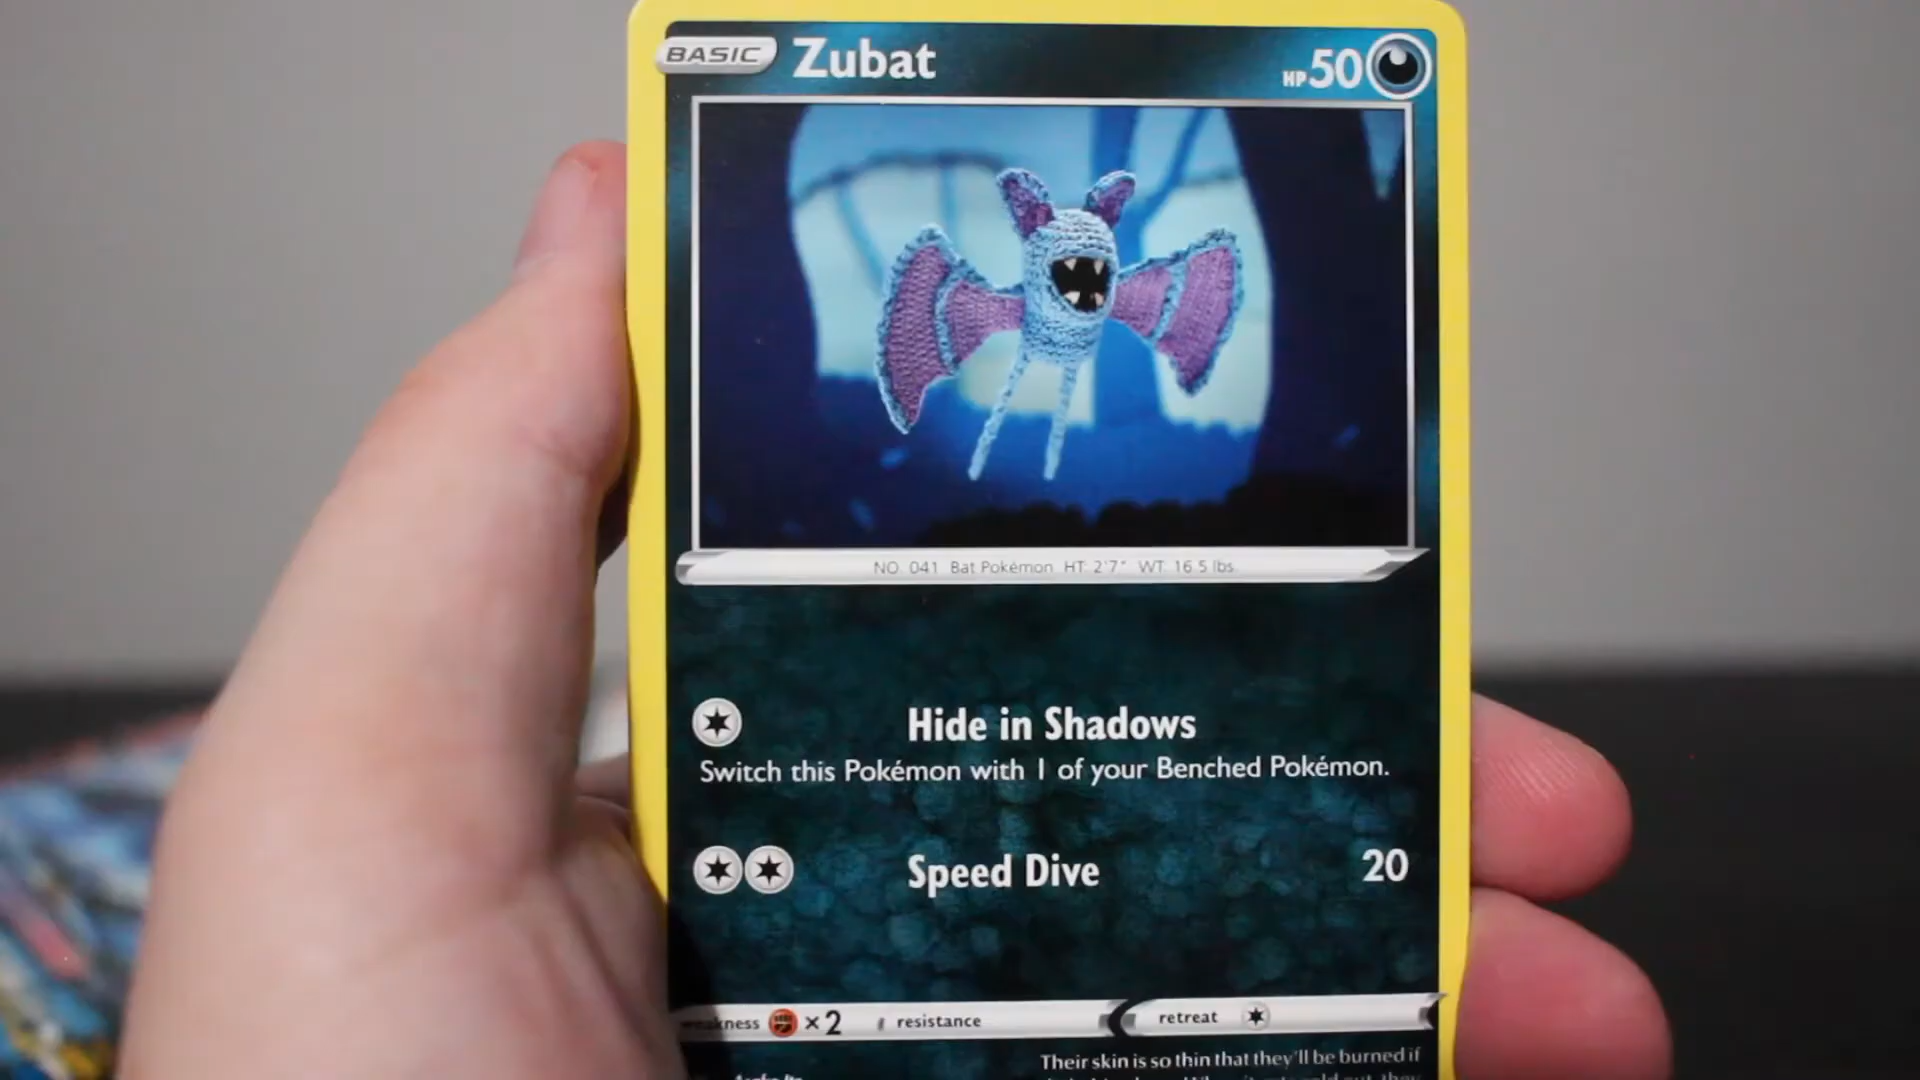 BASIC Zubat HP 50
NO. 041 Bat Pokémon HT: 2'7" WT: 16.5 lbs.
Hide in Shadows
Switch this Pokémon with 1 of your Benched Pokémon.
Speed Dive 20
weakness ×2 resistance retreat
Their skin is so thin that they'll be burned if